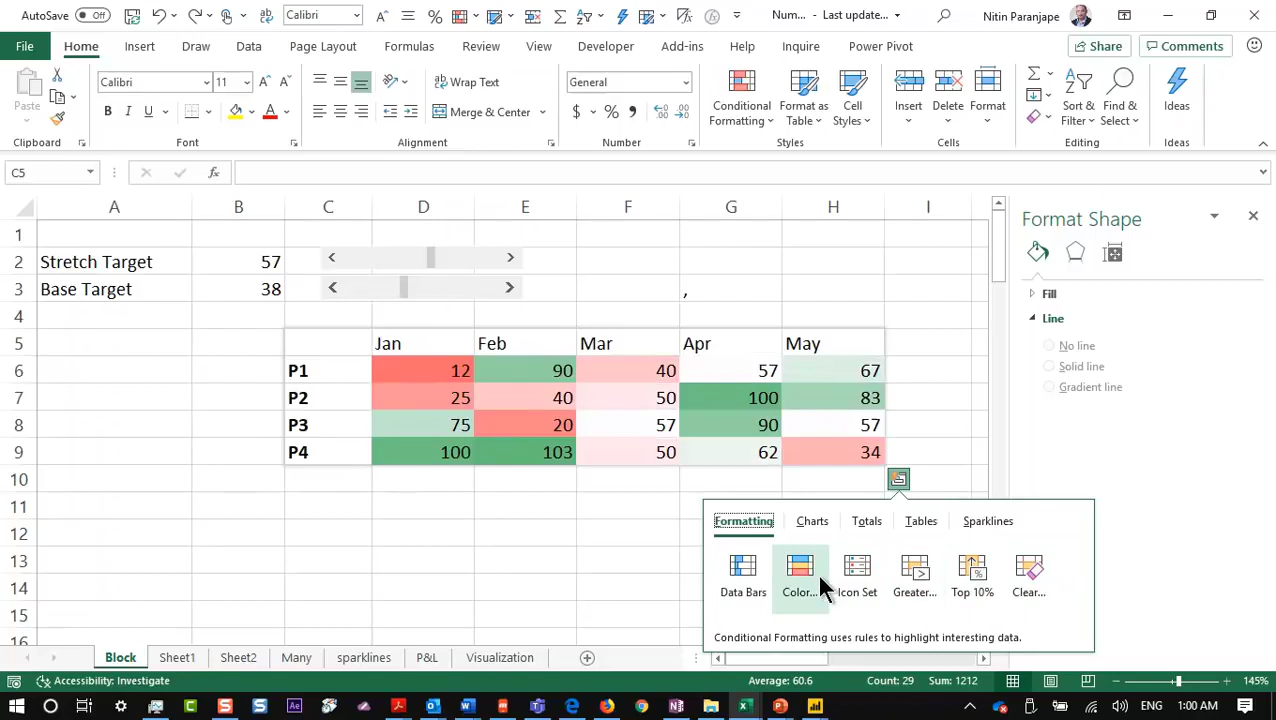 AutoSave Off Calibri Num... Last update... Nitin Paranjape
File Home Insert Draw Page Layout Formulas Data Review View Developer Add-ins Help Inquire Power Pivot Share Comments
Paste Calibri 11 Wrap Text General Conditional Formatting Format as Table Cell Styles Insert Delete Format Sort & Filter Find & Select Ideas
B I U A Merge & Center $ % ,
Clipboard Font Alignment Number Styles Cells Editing Ideas
C5 fx
A B C D E F G H I
Format Shape
1
2 Stretch Target 57
3 Base Target 38 ,
Fill
Line
No line
Solid line
Gradient line
4
5 Jan Feb Mar Apr May
6 P1 12 90 40 57 67
7 P2 25 40 50 100 83
8 P3 75 20 57 90 57
9 P4 100 103 50 62 34
10
11
12
13
14
15
16
Formatting Charts Totals Tables Sparklines
Data Bars Color... Icon Set Greater... Top 10% Clear...
Conditional Formatting uses rules to highlight interesting data.
Block Sheet1 Sheet2 Many sparklines P&L Visualization
Accessibility: Investigate Average: 60.6 Count: 29 Sum: 1212 145%
1:00 AM